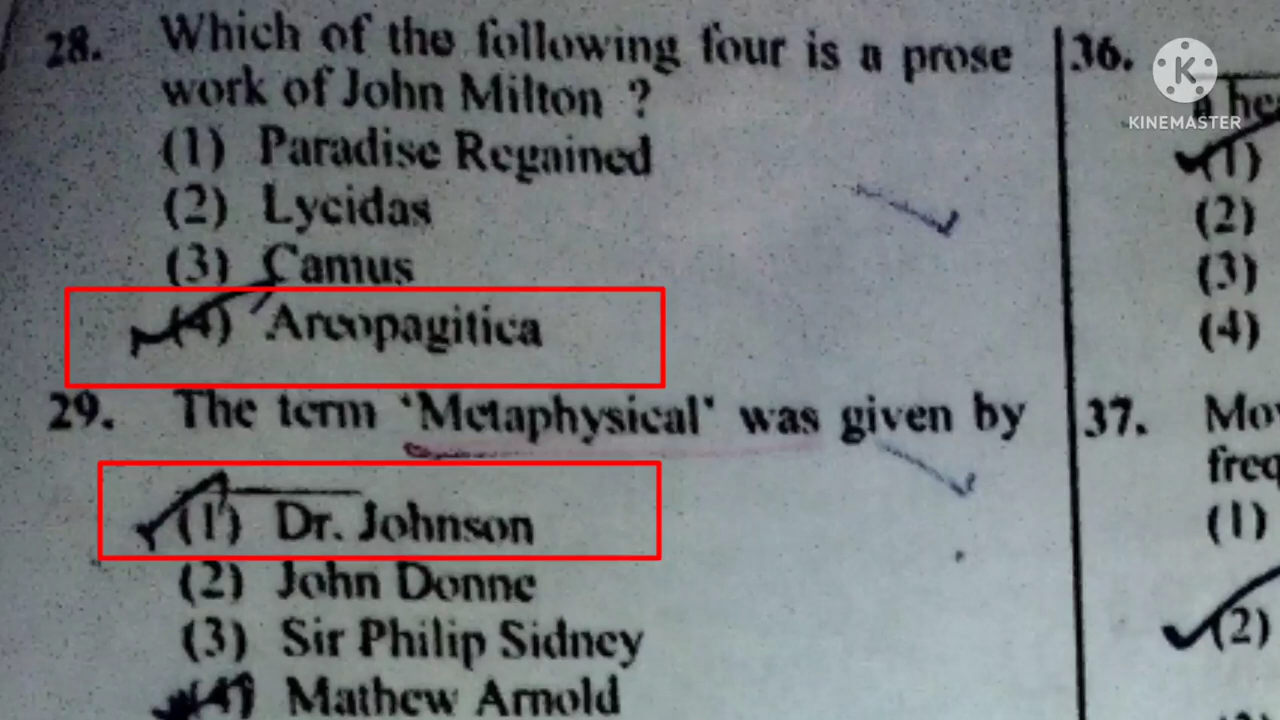 28. Which of the following four is a prose
work of John Milton ?
(1) Paradise Regained
(2) Lycidas
(3) Camus
(4) Areopagitica
29. The term 'Metaphysical' was given by
(1) Dr. Johnson
(2) John Donne
(3) Sir Philip Sidney
(4) Mathew Arnold
36.
KINEMASTER
(1)
(2)
(3)
(4)
37.
(1)
(2)